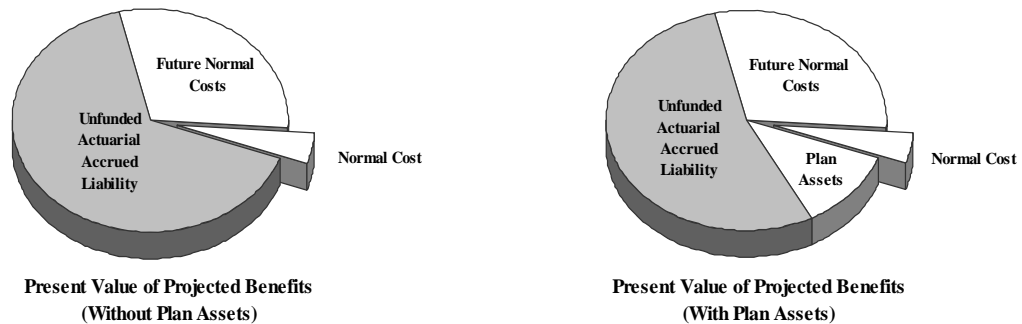 Future Normal
Costs
Unfunded
Actuarial
Accrued
Liability
Normal Cost
Present Value of Projected Benefits
(Without Plan Assets)
Future Normal
Costs
Unfunded
Actuarial
Accrued
Liability
Plan
Assets
Normal Cost
Present Value of Projected Benefits
(With Plan Assets)